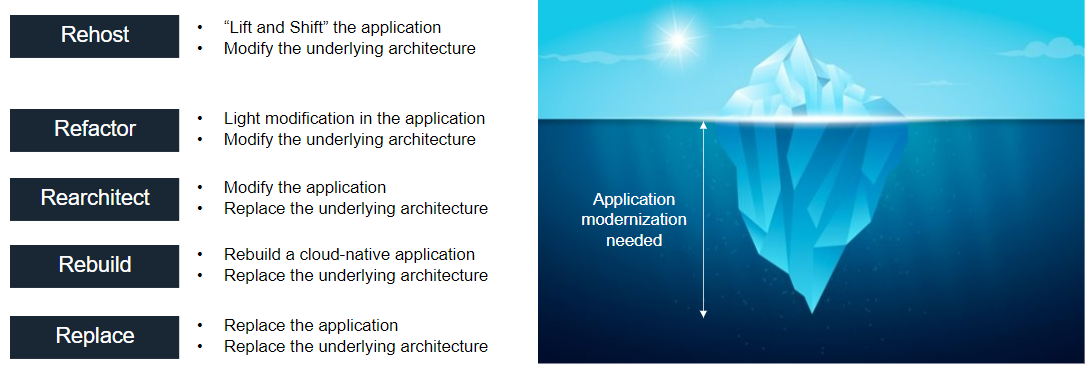 Rehost
• “Lift and Shift” the application
• Modify the underlying architecture
Refactor
• Light modification in the application
• Modify the underlying architecture
Rearchitect
• Modify the application
• Replace the underlying architecture
Rebuild
• Rebuild a cloud-native application
• Replace the underlying architecture
Replace
• Replace the application
• Replace the underlying architecture
Application
modernization
needed